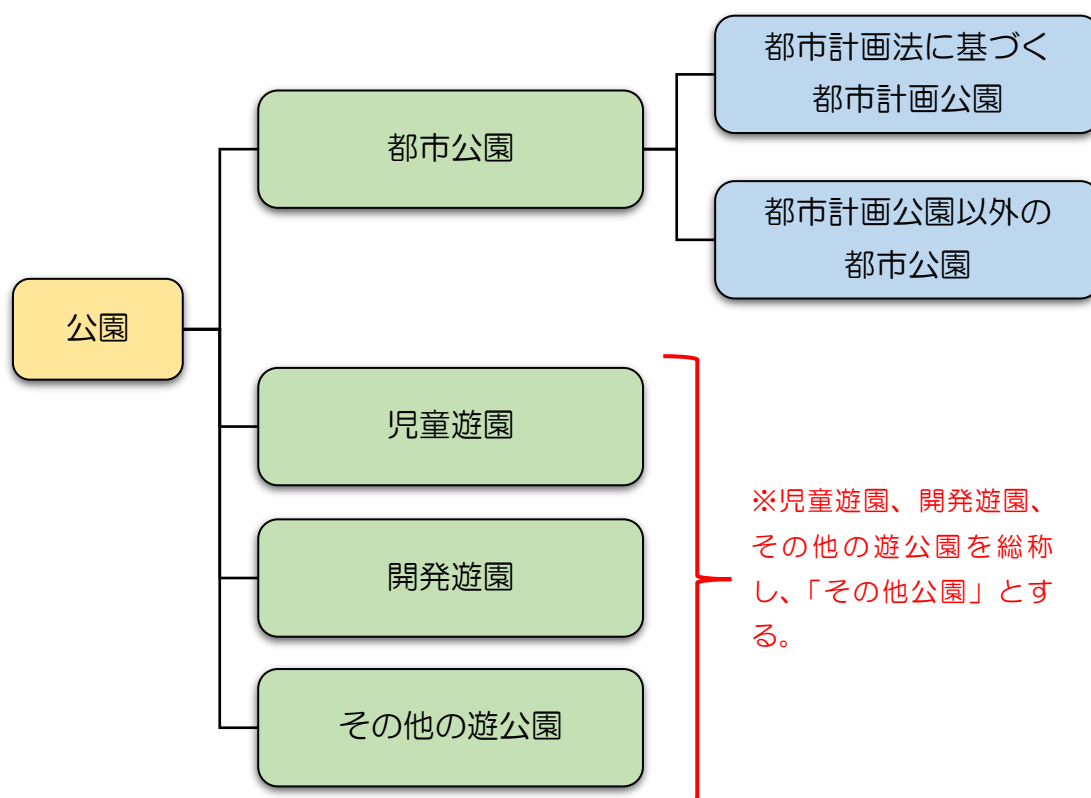 都市計画法に基づく
都市計画公園
都市公園
都市計画公園以外の
都市公園
公園
児童遊園
※児童遊園、開発遊園、
その他の遊公園を総称
し、「その他公園」とす
る。
開発遊園
その他の遊公園